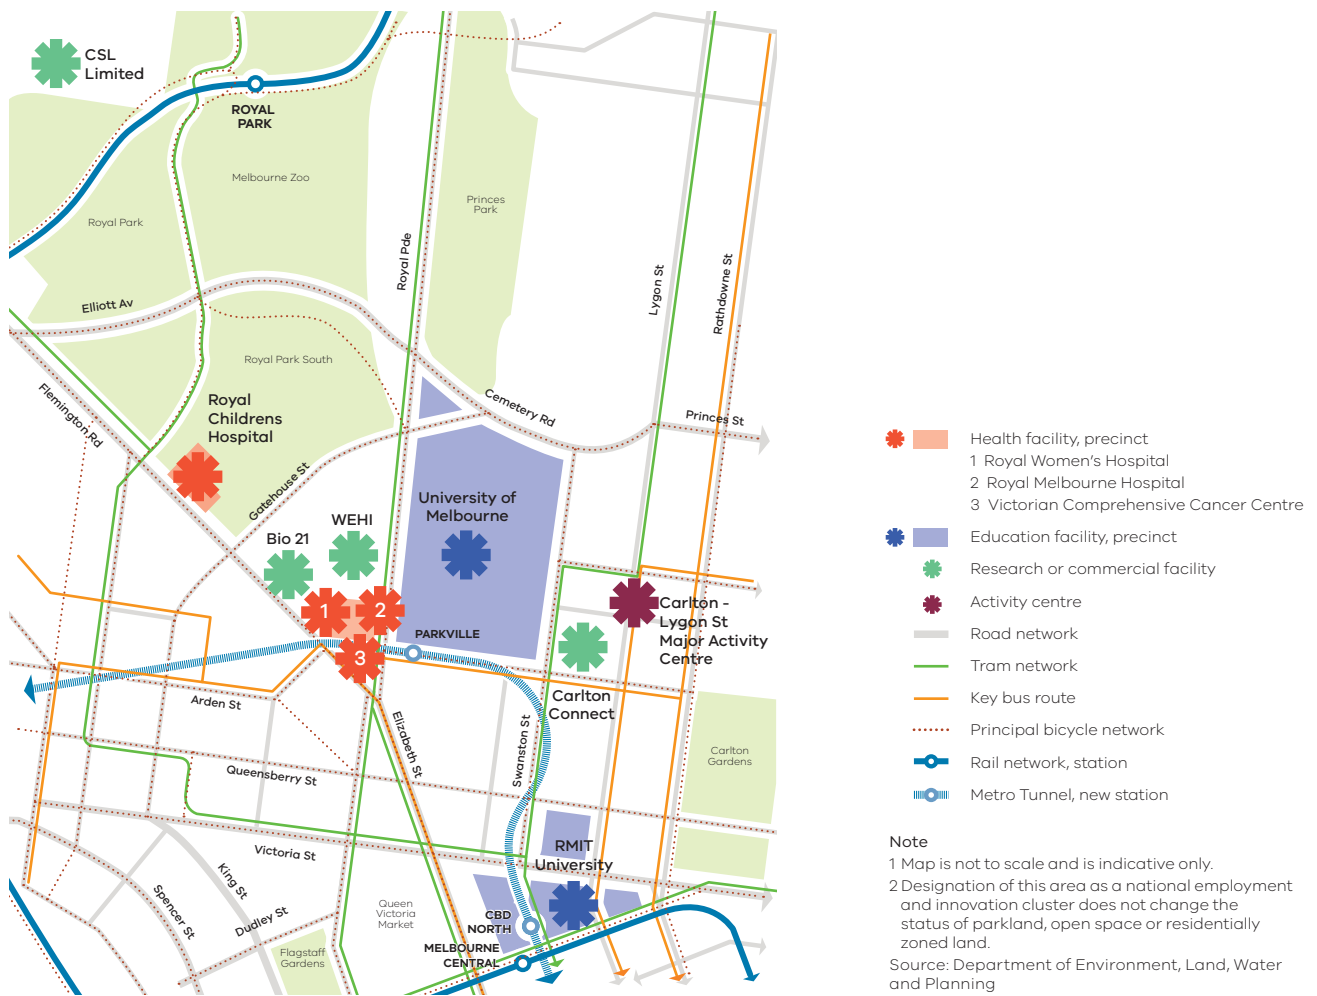 CSL
Limited
ROYAL
PARK
Melbourne Zoo
Royal Park
Princes
Park
Royal Pde
Lygon St
Rathdowne St
Elliott Av
Royal Park South
Flemington Rd
Royal
Childrens
Hospital
Cemetery Rd
Princes St
Gatehouse St
University of
Melbourne
WEHI
Bio 21
1
2
3
PARKVILLE
Carlton -
Lygon St
Major Activity
Centre
Carlton
Connect
Arden St
Elizabeth St
Swanston St
Carlton
Gardens
Queensberry St
Victoria St
RMIT
University
King St
Spencer St
Dudley St
Queen
Victoria
Market
CBD
NORTH
MELBOURNE
CENTRAL
Flagstaff
Gardens
Health facility, precinct
1 Royal Women's Hospital
2 Royal Melbourne Hospital
3 Victorian Comprehensive Cancer Centre
Education facility, precinct
Research or commercial facility
Activity centre
Road network
Tram network
Key bus route
Principal bicycle network
Rail network, station
Metro Tunnel, new station
Note
1 Map is not to scale and is indicative only.
2 Designation of this area as a national employment
and innovation cluster does not change the
status of parkland, open space or residentially
zoned land.
Source: Department of Environment, Land, Water
and Planning